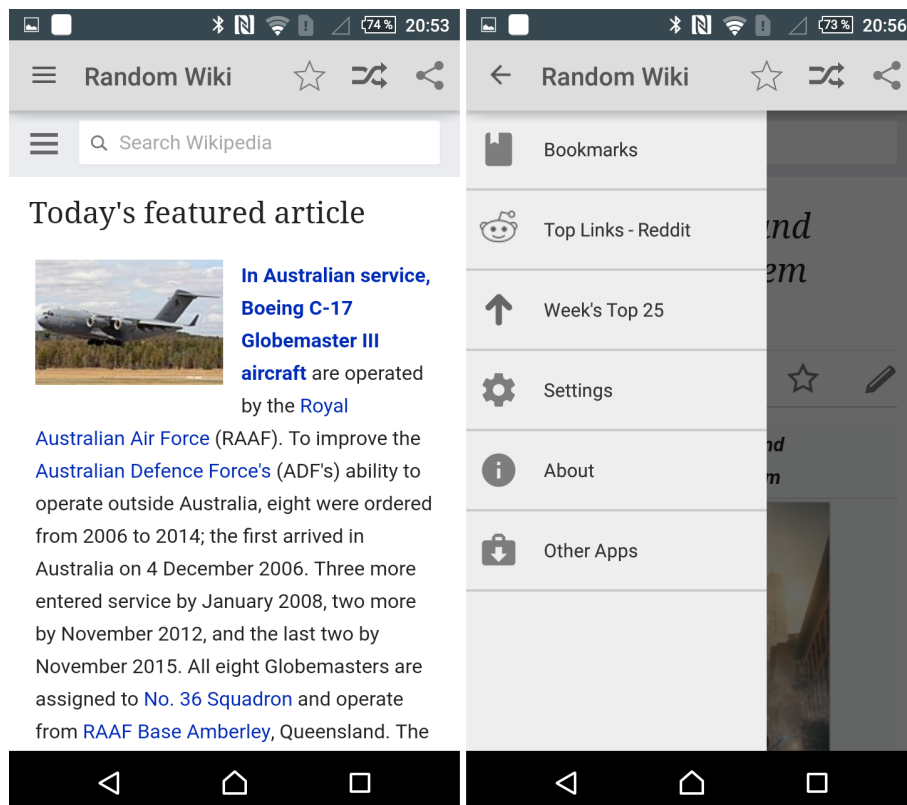 74 % 20:53
Random Wiki
Search Wikipedia
Today's featured article
In Australian service,
Boeing C-17
Globemaster III
aircraft are operated
by the Royal
Australian Air Force (RAAF). To improve the
Australian Defence Force's (ADF's) ability to
operate outside Australia, eight were ordered
from 2006 to 2014; the first arrived in
Australia on 4 December 2006. Three more
entered service by January 2008, two more
by November 2012, and the last two by
November 2015. All eight Globemasters are
assigned to No. 36 Squadron and operate
from RAAF Base Amberley, Queensland. The
73 % 20:56
Random Wiki
Bookmarks
Top Links - Reddit
Week's Top 25
Settings
About
Other Apps